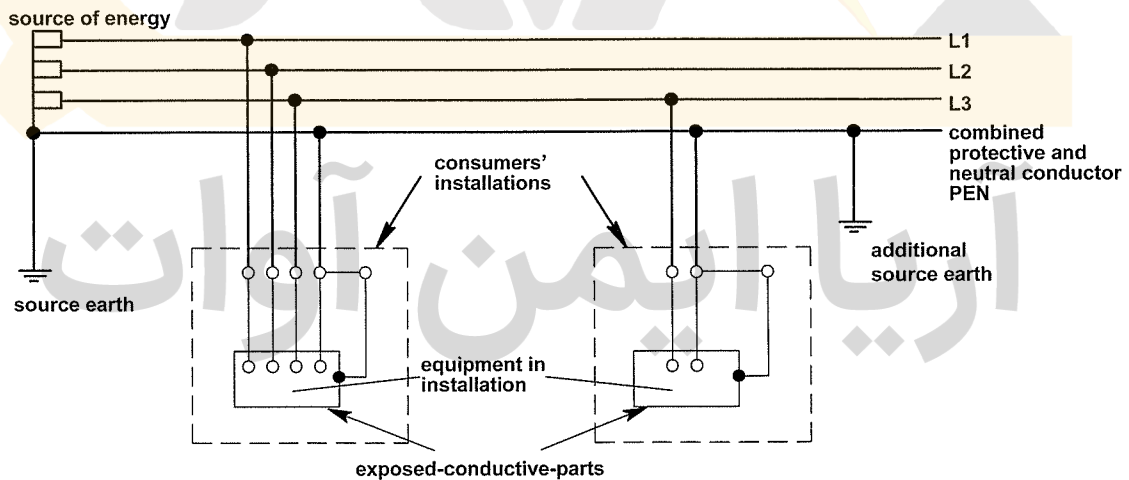 source of energy
L1
L2
L3
combined
protective and
neutral conductor
PEN
consumers'
installations
additional
source earth
source earth
آریا ایمن آوات
equipment in
installation
exposed-conductive-parts